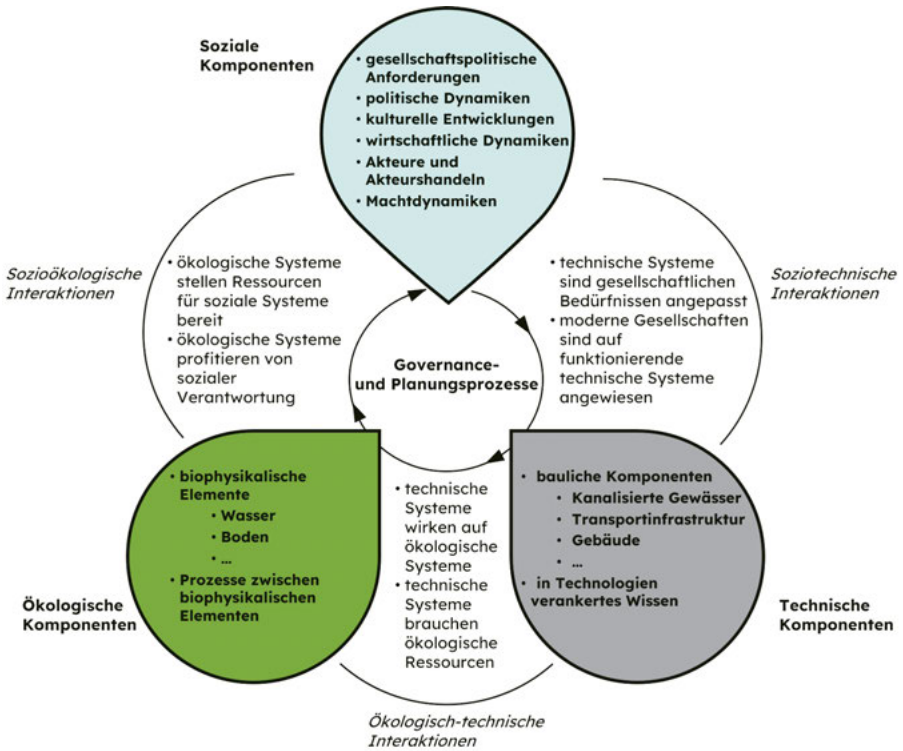 Soziale
Komponenten
• gesellschaftspolitische
Anforderungen
• politische Dynamiken
• kulturelle Entwicklungen
• wirtschaftliche Dynamiken
• Akteure und
Akteurshandeln
• Machtdynamiken
Sozioökologische
Interaktionen
• ökologische Systeme
stellen Ressourcen
für soziale Systeme
bereit
• ökologische Systeme
profitieren von
sozialer
Verantwortung
• technische Systeme
sind gesellschaftlichen
Bedürfnissen angepasst
• moderne Gesellschaften
sind auf
funktionierende
technische Systeme
angewiesen
Soziotechnische
Interaktionen
Governance-
und Planungsprozesse
• biophysikalische
Elemente
• Wasser
• Boden
• ...
• Prozesse zwischen
biophysikalischen
Elementen
Ökologische
Komponenten
• technische
Systeme
wirken auf
ökologische
Systeme
• technische
Systeme
brauchen
ökologische
Ressourcen
• bauliche Komponenten
• Kanalisierte Gewässer
• Transportinfrastruktur
• Gebäude
• ...
• in Technologien
verankertes Wissen
Technische
Komponenten
Ökologisch-technische
Interaktionen